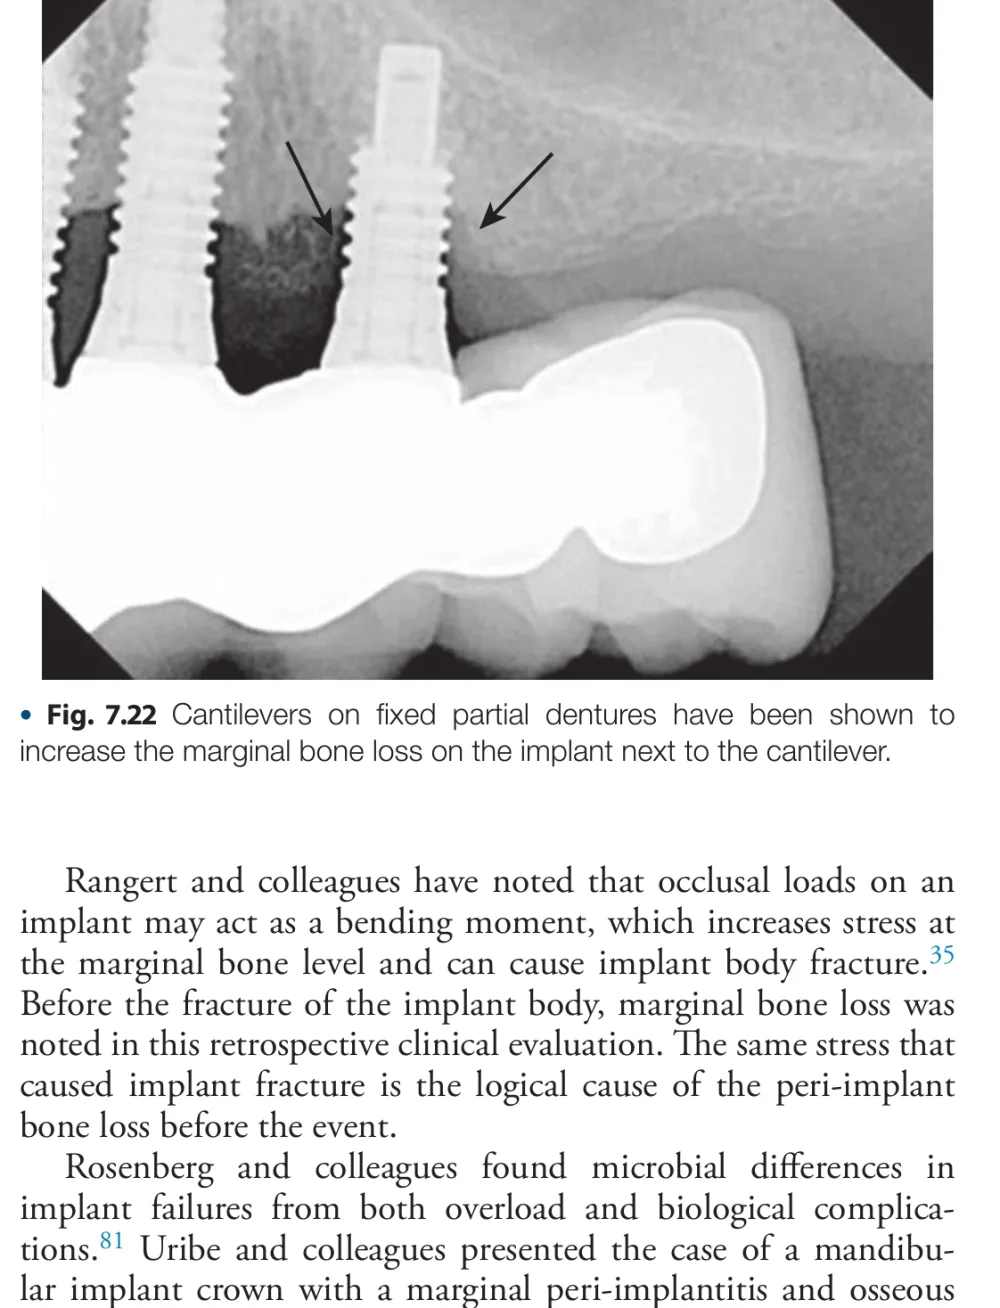 • Fig. 7.22 Cantilevers on fixed partial dentures have been shown to
increase the marginal bone loss on the implant next to the cantilever.
Rangert and colleagues have noted that occlusal loads on an
implant may act as a bending moment, which increases stress at
the marginal bone level and can cause implant body fracture.35
Before the fracture of the implant body, marginal bone loss was
noted in this retrospective clinical evaluation. The same stress that
caused implant fracture is the logical cause of the peri-implant
bone loss before the event.
Rosenberg and colleagues found microbial differences in
implant failures from both overload and biological complica-
tions.81 Uribe and colleagues presented the case of a mandibu-
lar implant crown with a marginal peri-implantitis and osseous